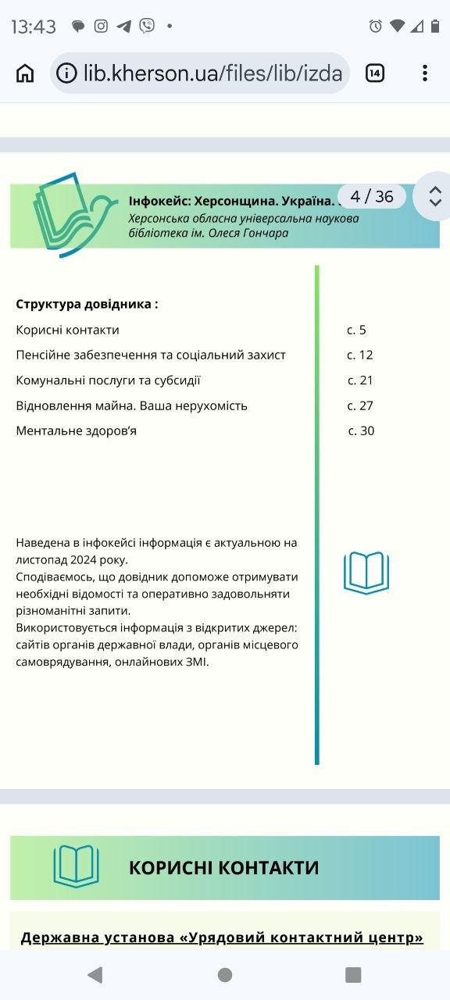 13:43
lib.kherson.ua/files/lib/izda
14
Інфокейс: Херсонщина. Україна.
4 / 36
Херсонська обласна універсальна наукова
бібліотека ім. Олеся Гончара
Структура довідника :
Корисні контакти с. 5
Пенсійне забезпечення та соціальний захист с. 12
Комунальні послуги та субсидії с. 21
Відновлення майна. Ваша нерухомість с. 27
Ментальне здоров’я с. 30
Наведена в інфокейсі інформація є актуальною на
листопад 2024 року.
Сподіваємось, що довідник допоможе отримувати
необхідні відомості та оперативно задовольняти
різноманітні запити.
Використовується інформація з відкритих джерел:
сайтів органів державної влади, органів місцевого
самоврядування, онлайнових ЗМІ.
КОРИСНІ КОНТАКТИ
Державна установа «Урядовий контактний центр»